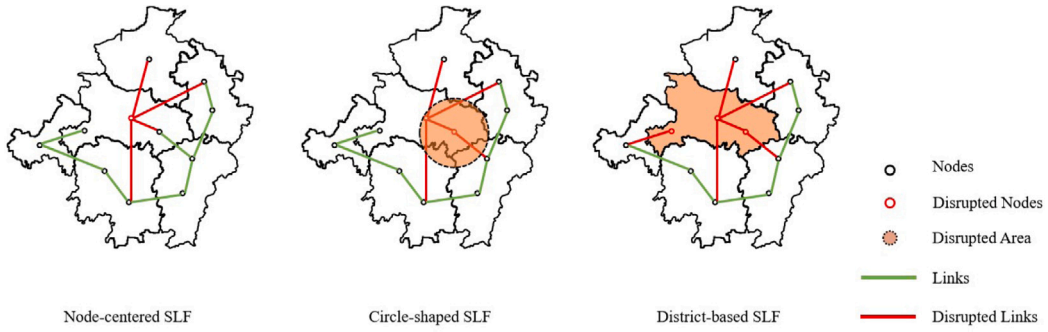 Nodes
Disrupted Nodes
Disrupted Area
Links
Disrupted Links
Node-centered SLF
Circle-shaped SLF
District-based SLF